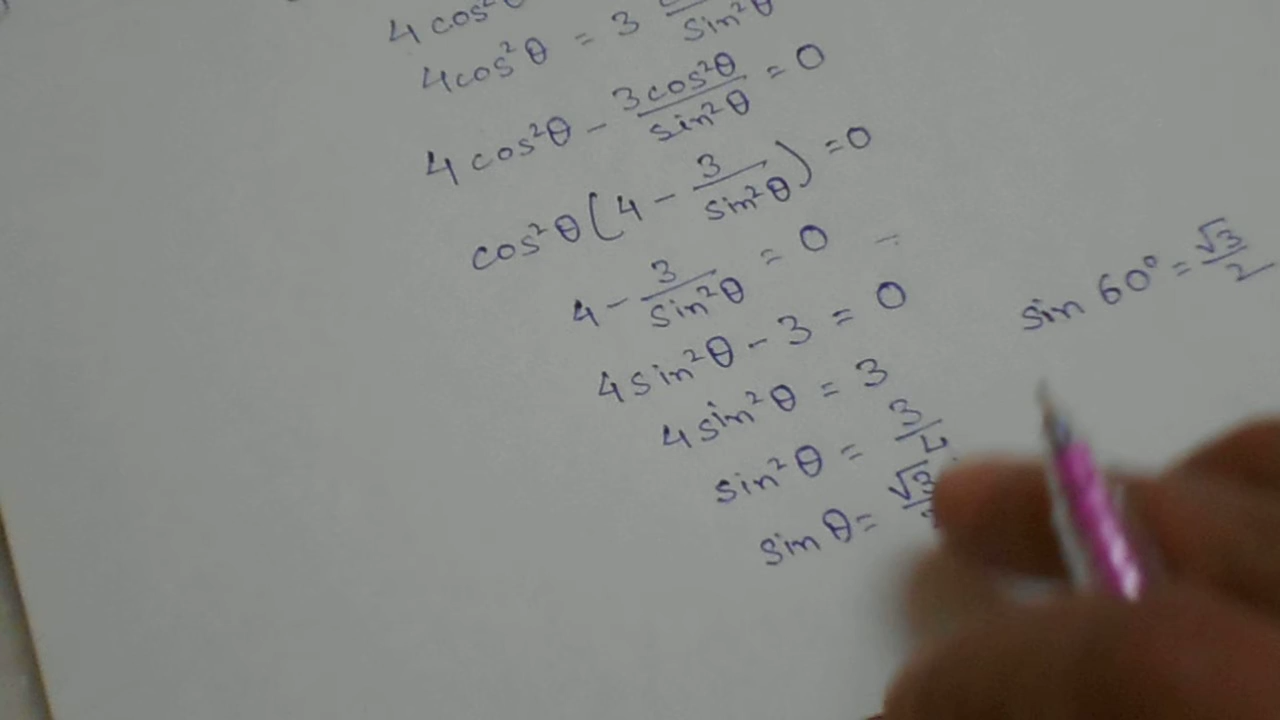 4 cos²θ
4cos²θ = 3 /sin²θ
4cos²θ - 3cos²θ/sin²θ = 0
cos²θ(4 - 3/sin²θ) = 0
4 - 3/sin²θ = 0
4sin²θ - 3 = 0
4sin²θ = 3
sin²θ = 3/
sin θ = √3/
sin 60° = √3/2